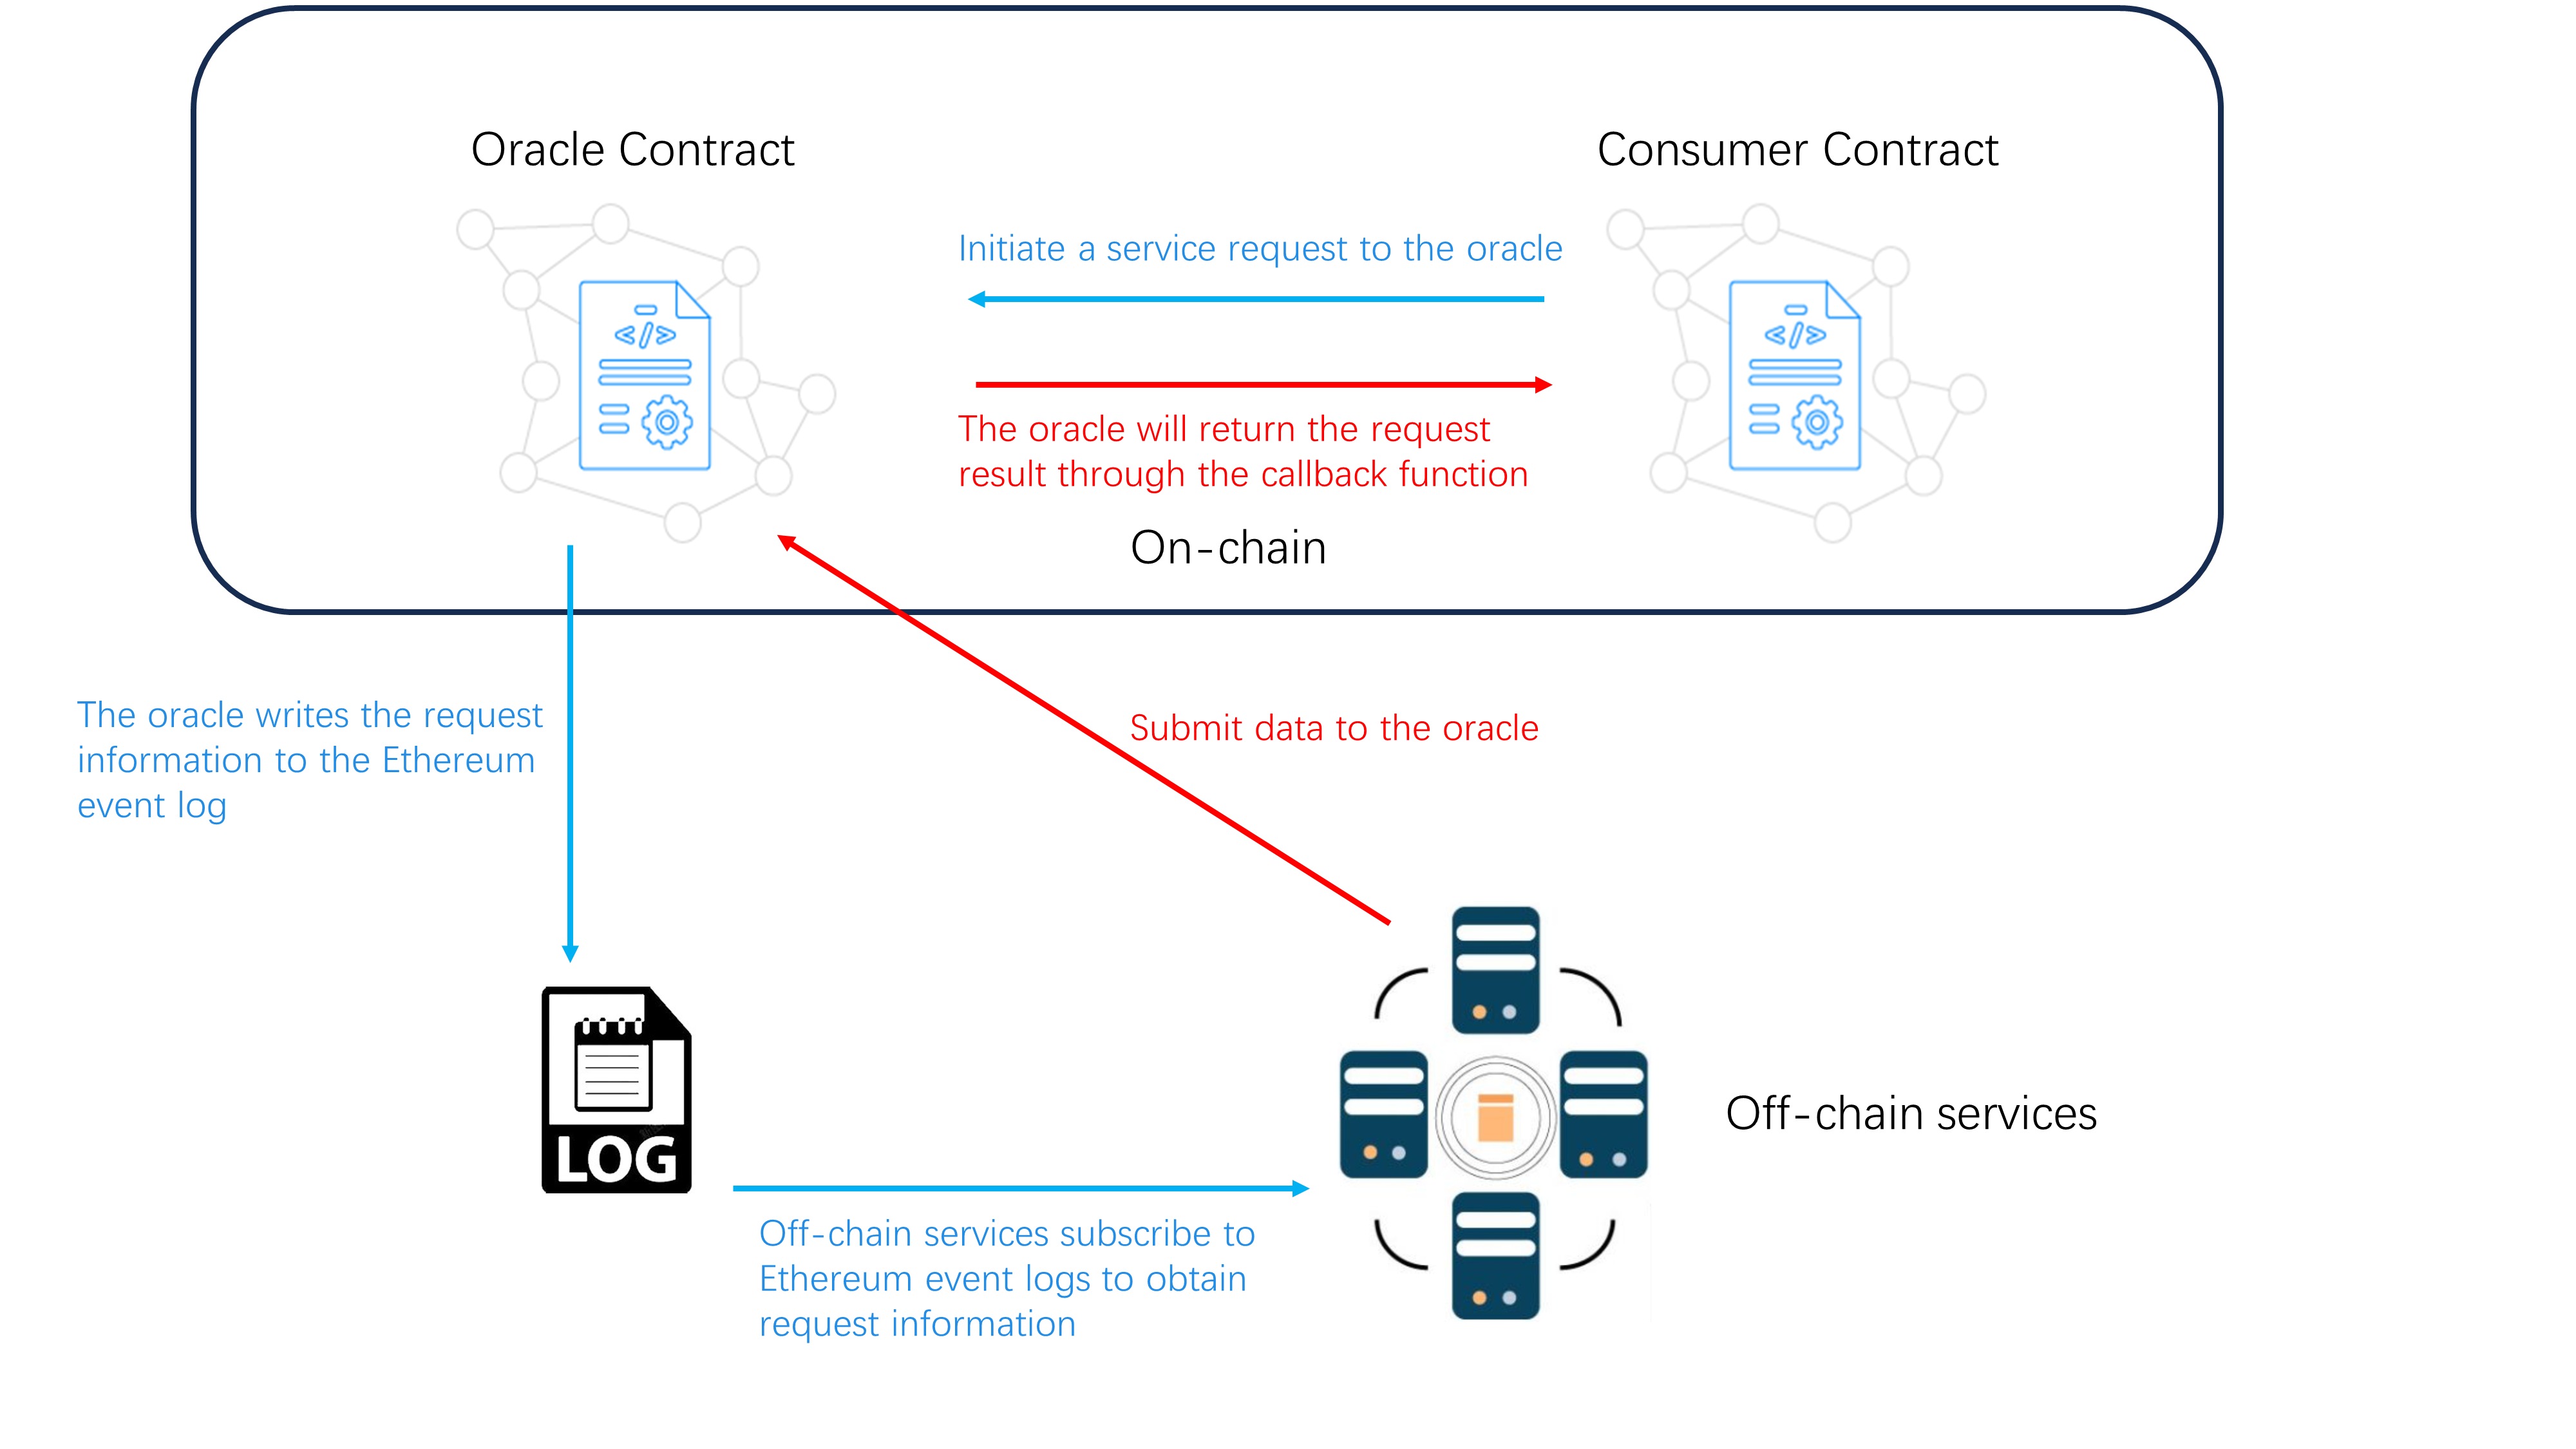 Oracle Contract
Consumer Contract
</>
</>
Initiate a service request to the oracle
The oracle will return the request
result through the callback function
On-chain
The oracle writes the request
information to the Ethereum
event log
Submit data to the oracle
LOG
Off-chain services
Off-chain services subscribe to
Ethereum event logs to obtain
request information